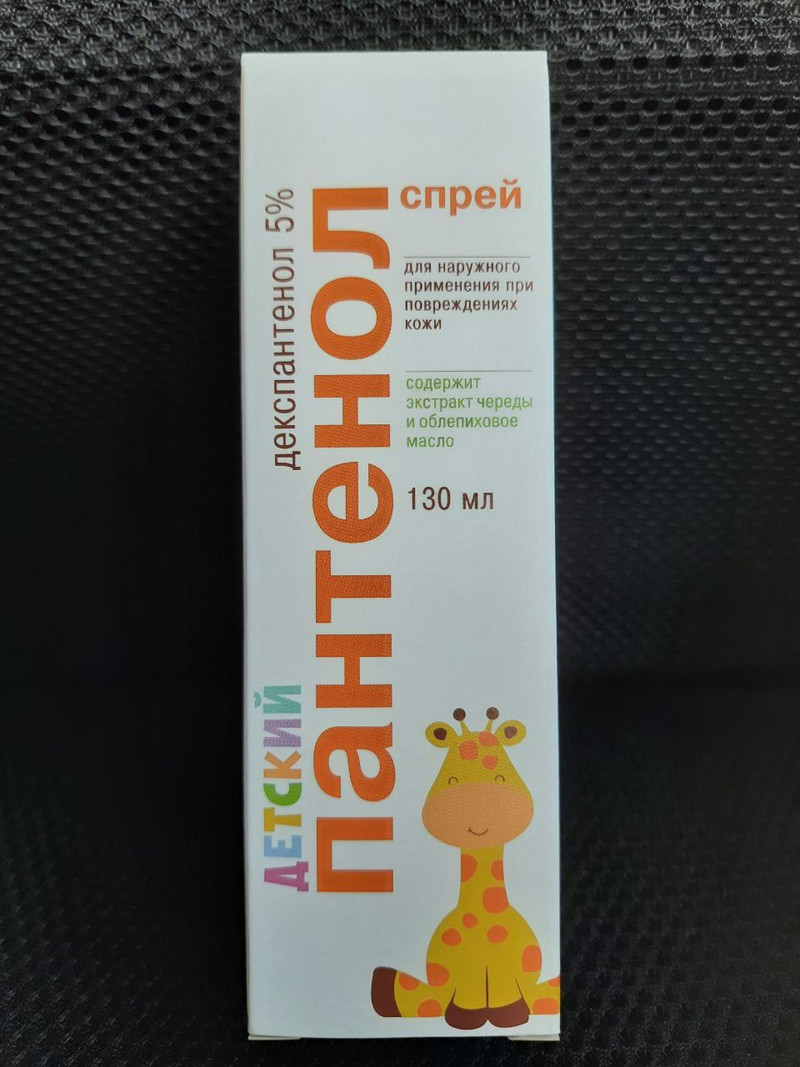 спрей
для наружного
применения при
повреждениях
кожи
содержит
экстракт череды
и облепиховое
масло
130 мл
декспантенол 5%
ДЕТСКИЙ
пантенол